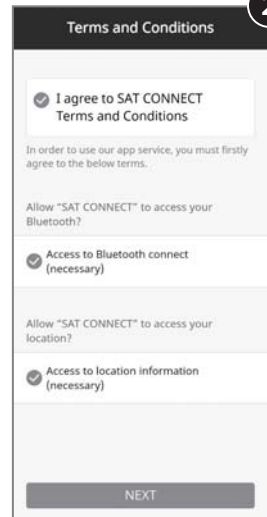 Terms and Conditions
I agree to SAT CONNECT
Terms and Conditions
In order to use our app service, you must firstly
agree to the below terms.
Allow "SAT CONNECT" to access your
Bluetooth?
Access to Bluetooth connect
(necessary)
Allow "SAT CONNECT" to access your
location?
Access to location information
(necessary)
NEXT